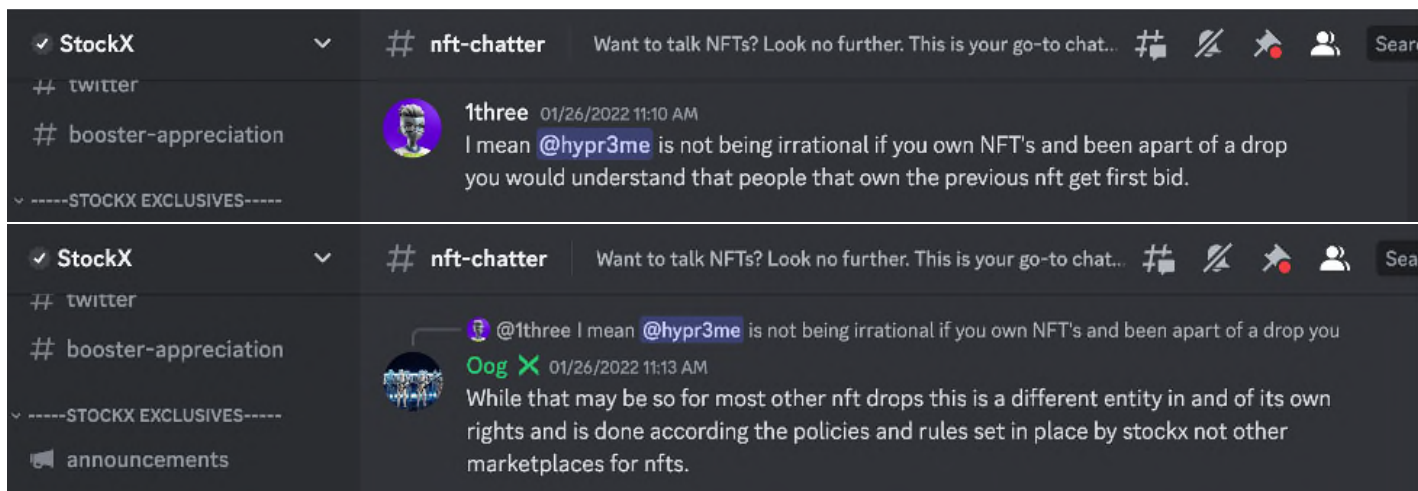 StockX
# nft-chatter
Want to talk NFTs? Look no further. This is your go-to chat...
# twitter
# booster-appreciation
-----STOCKX EXCLUSIVES-----
1three 01/26/2022 11:10 AM
I mean @hypr3me is not being irrational if you own NFT's and been apart of a drop
you would understand that people that own the previous nft get first bid.
StockX
# nft-chatter
Want to talk NFTs? Look no further. This is your go-to chat...
Sea
# twitter
# booster-appreciation
-----STOCKX EXCLUSIVES-----
announcements
@1three I mean @hypr3me is not being irrational if you own NFT's and been apart of a drop you
Oog X 01/26/2022 11:13 AM
While that may be so for most other nft drops this is a different entity in and of its own
rights and is done according the policies and rules set in place by stockx not other
marketplaces for nfts.